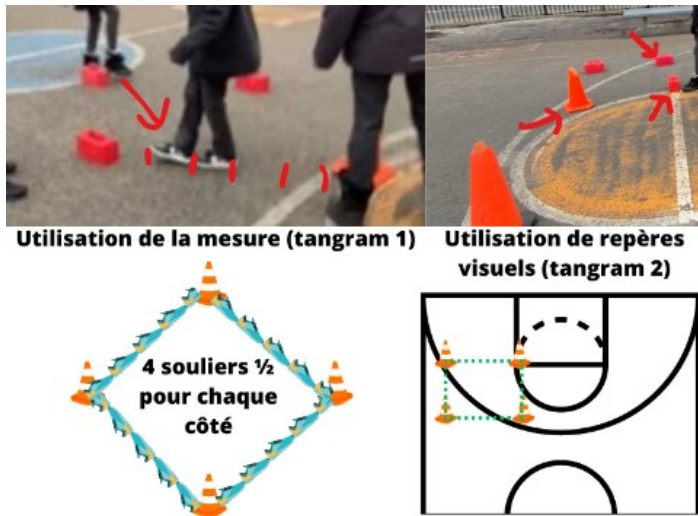 Utilisation de la mesure (tangram 1)
Utilisation de repères
visuels (tangram 2)
4 souliers ½
pour chaque
côté